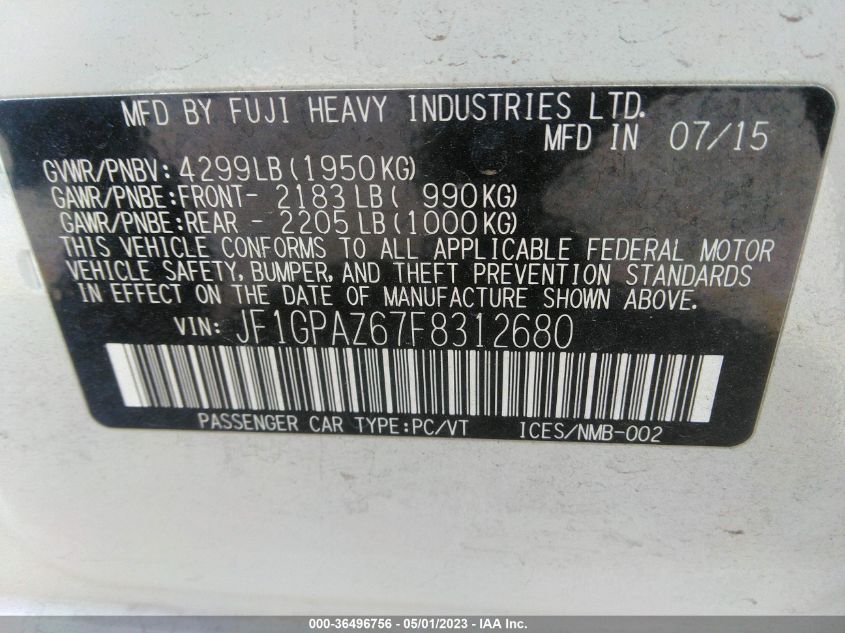 MFD BY FUJI HEAVY INDUSTRIES LTD.
MFD IN 07/15
GVWR/PNBV: 4299LB (1950KG)
GAWR/PNBE:FRONT- 2183 LB ( 990KG)
GAWR/PNBE:REAR - 2205 LB (1000KG)
THIS VEHICLE CONFORMS TO ALL APPLICABLE FEDERAL MOTOR
VEHICLE SAFETY, BUMPER, AND THEFT PREVENTION STANDARDS
IN EFFECT ON THE DATE OF MANUFACTURE SHOWN ABOVE.
VIN: JF1GPAZ67F8312680
PASSENGER CAR TYPE:PC/VT ICES/NMB-002
000-36496756 - 05/01/2023 - IAA Inc.